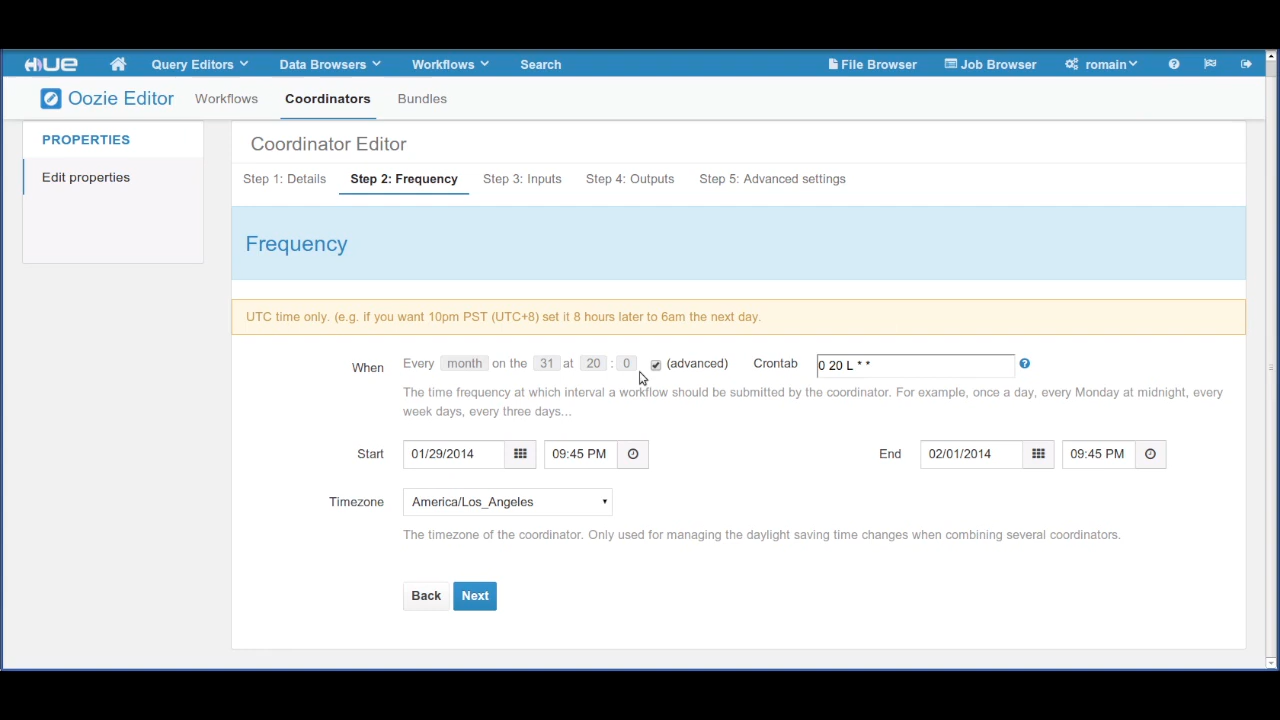 HUE Query Editors Data Browsers Workflows Search File Browser Job Browser romain
Oozie Editor Workflows Coordinators Bundles
PROPERTIES
Edit properties
Coordinator Editor
Step 1: Details Step 2: Frequency Step 3: Inputs Step 4: Outputs Step 5: Advanced settings
Frequency
UTC time only. (e.g. if you want 10pm PST (UTC+8) set it 8 hours later to 6am the next day.
When Every month on the 31 at 20 : 0 (advanced) Crontab 0 20 L * *
The time frequency at which interval a workflow should be submitted by the coordinator. For example, once a day, every Monday at midnight, every
week days, every three days...
Start 01/29/2014 09:45 PM End 02/01/2014 09:45 PM
Timezone America/Los_Angeles
The timezone of the coordinator. Only used for managing the daylight saving time changes when combining several coordinators.
Back Next